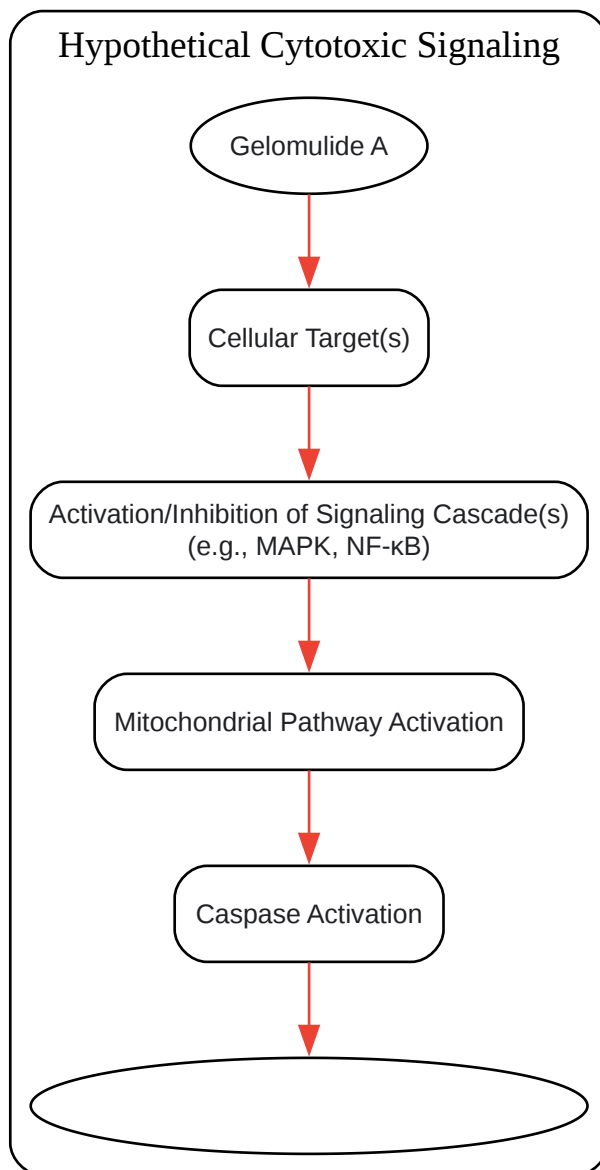 Hypothetical Cytotoxic Signaling
Gelomulide A
Cellular Target(s)
Activation/Inhibition of Signaling Cascade(s)
(e.g., MAPK, NF-κB)
Mitochondrial Pathway Activation
Caspase Activation